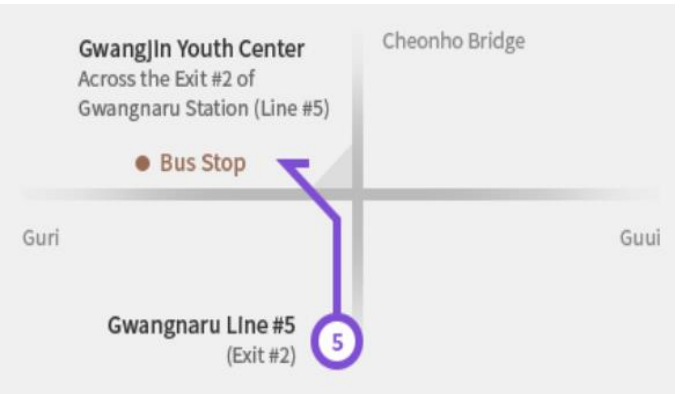 GwangjIn Youth Center
Across the Exit #2 of
Gwangnaru Station (Line #5)
Cheonho Bridge
Bus Stop
Guri
Guui
Gwangnaru LIne #5
(Exit #2)
5